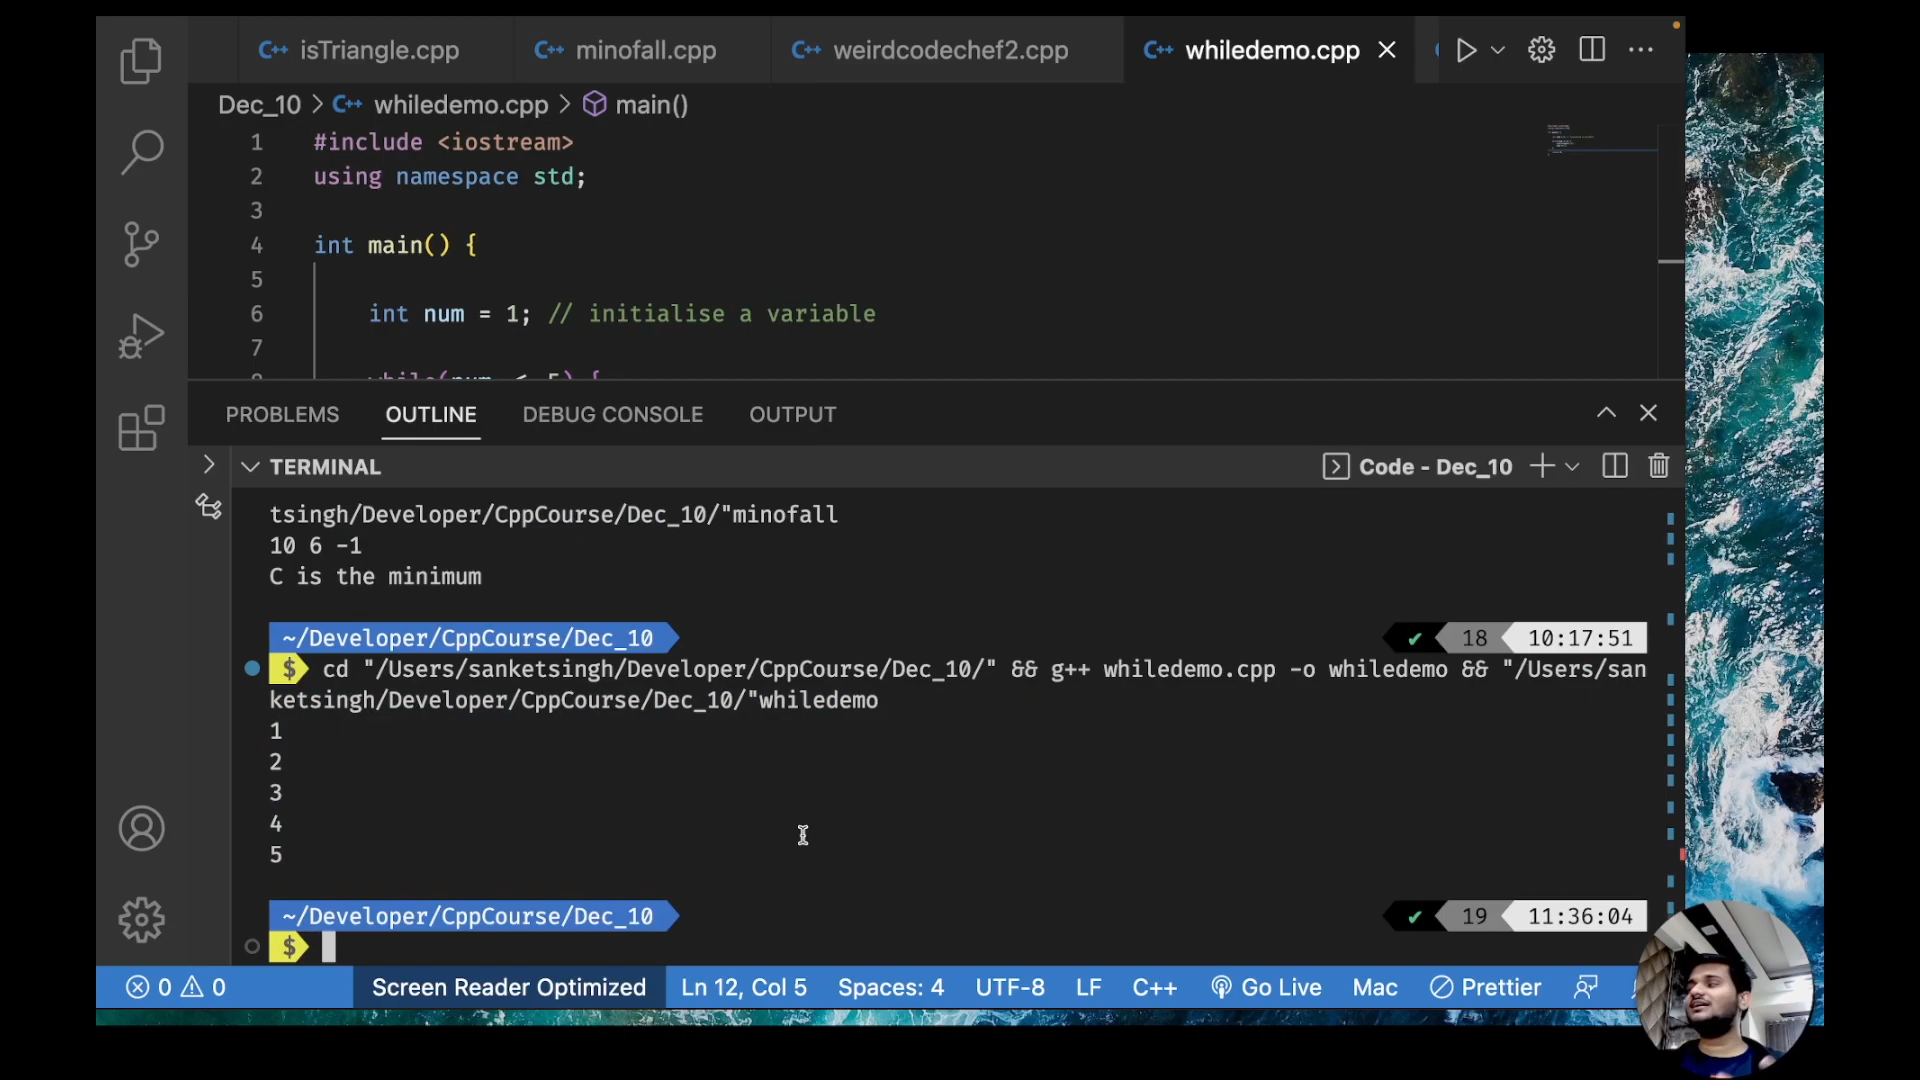 C++ isTriangle.cpp C++ minofall.cpp C++ weirdcodechef2.cpp C++ whiledemo.cpp
Dec_10 > C++ whiledemo.cpp > main()
1 #include <iostream>
2 using namespace std;
3
4 int main() {
5
6 int num = 1; // initialise a variable
7
PROBLEMS OUTLINE DEBUG CONSOLE OUTPUT
TERMINAL Code - Dec_10
tsingh/Developer/CppCourse/Dec_10/"minofall
10 6 -1
C is the minimum
~/Developer/CppCourse/Dec_10 ✔ 18 10:17:51
$ cd "/Users/sanketsingh/Developer/CppCourse/Dec_10/" && g++ whiledemo.cpp -o whiledemo && "/Users/san
ketsingh/Developer/CppCourse/Dec_10/"whiledemo
1
2
3
4
5
~/Developer/CppCourse/Dec_10 ✔ 19 11:36:04
$
0 0 Screen Reader Optimized Ln 12, Col 5 Spaces: 4 UTF-8 LF C++ Go Live Mac Prettier